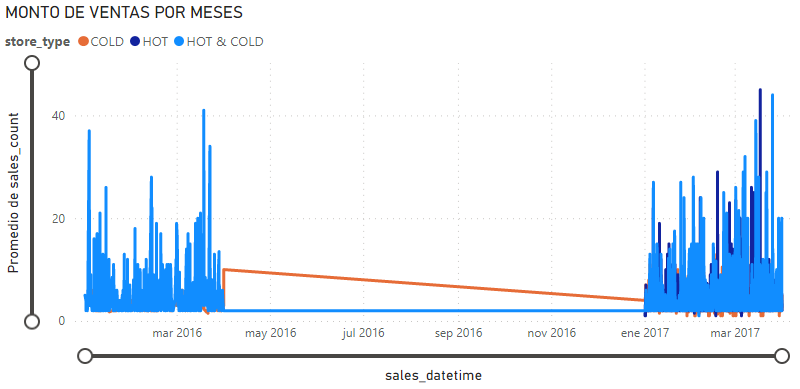 MONTO DE VENTAS POR MESES
store_type COLD HOT HOT & COLD
Promedio de sales_count
40
20
0
mar 2016 may 2016 jul 2016 sep 2016 nov 2016 ene 2017 mar 2017
sales_datetime